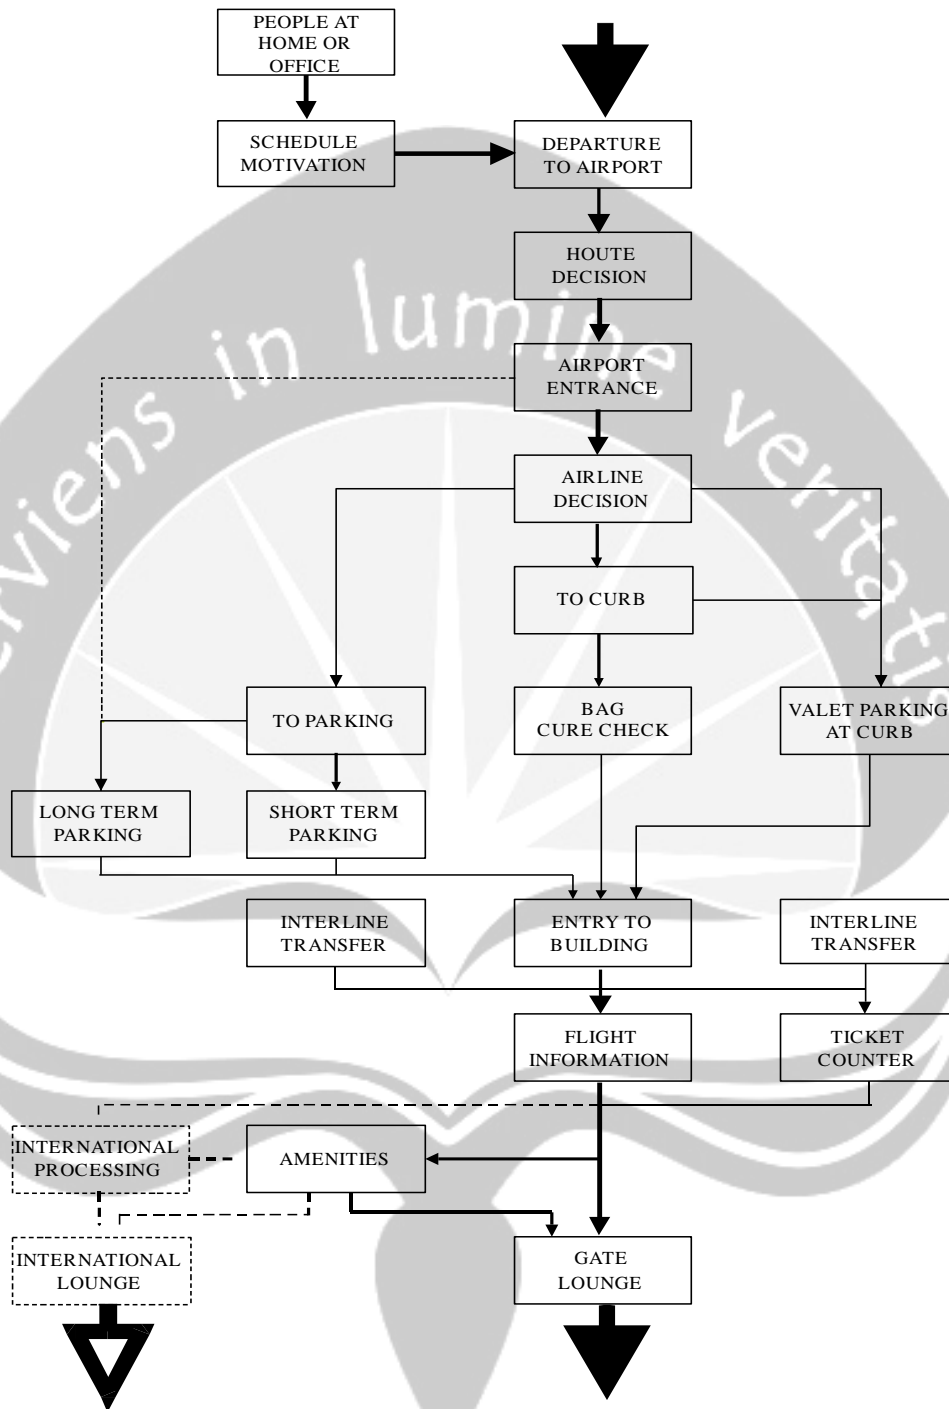 PEOPLE AT
HOME OR
OFFICE
SCHEDULE
MOTIVATION
DEPARTURE
TO AIRPORT
HOUTE
DECISION
AIRPORT
ENTRANCE
AIRLINE
DECISION
TO CURB
TO PARKING
BAG
CURE CHECK
VALET PARKING
AT CURB
LONG TERM
PARKING
SHORT TERM
PARKING
INTERLINE
TRANSFER
ENTRY TO
BUILDING
INTERLINE
TRANSFER
FLIGHT
INFORMATION
TICKET
COUNTER
INTERNATIONAL
PROCESSING
AMENITIES
INTERNATIONAL
LOUNGE
GATE
LOUNGE
in lumine veritatis